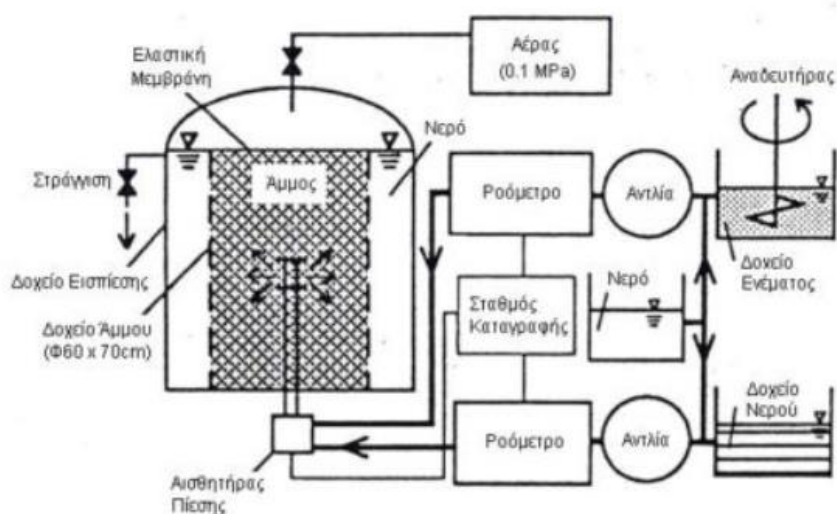 Ελαστική
Μεμβράνη
Αέρας
(0.1 MPa)
Αναδευτήρας
Νερό
Άμμος
Στράγγιση
Ροόμετρο
Αντλία
Δοχείο
Ενέματος
Δοχείο Εισπίεσης
Νερό
Σταθμός
Καταγραφής
Δοχείο Άμμου
(Φ60 x 70cm)
Δοχείο
Νερού
Ροόμετρο
Αντλία
Αισθητήρας
Πίεσης